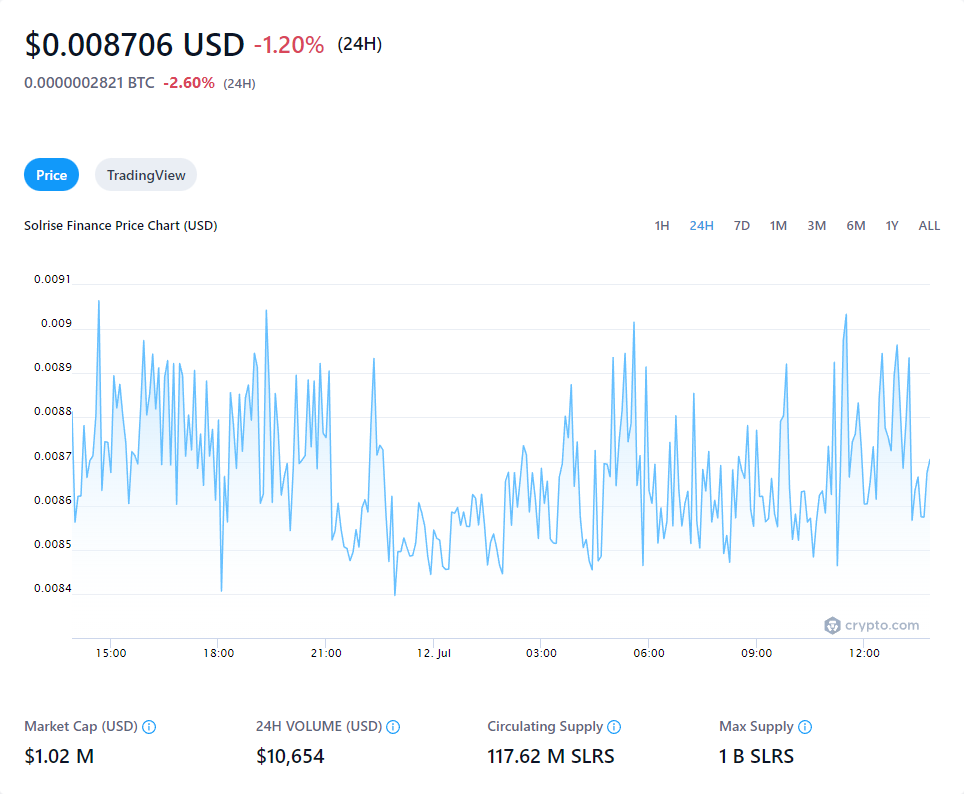 $0.008706 USD -1.20% (24H)
0.0000002821 BTC -2.60% (24H)
Price TradingView
Solrise Finance Price Chart (USD) 1H 24H 7D 1M 3M 6M 1Y ALL
0.0091
0.009
0.0089
0.0088
0.0087
0.0086
0.0085
0.0084
crypto.com
15:00 18:00 21:00 12. Jul 03:00 06:00 09:00 12:00
Market Cap (USD) 24H VOLUME (USD) Circulating Supply Max Supply
$1.02 M $10,654 117.62 M SLRS 1 B SLRS